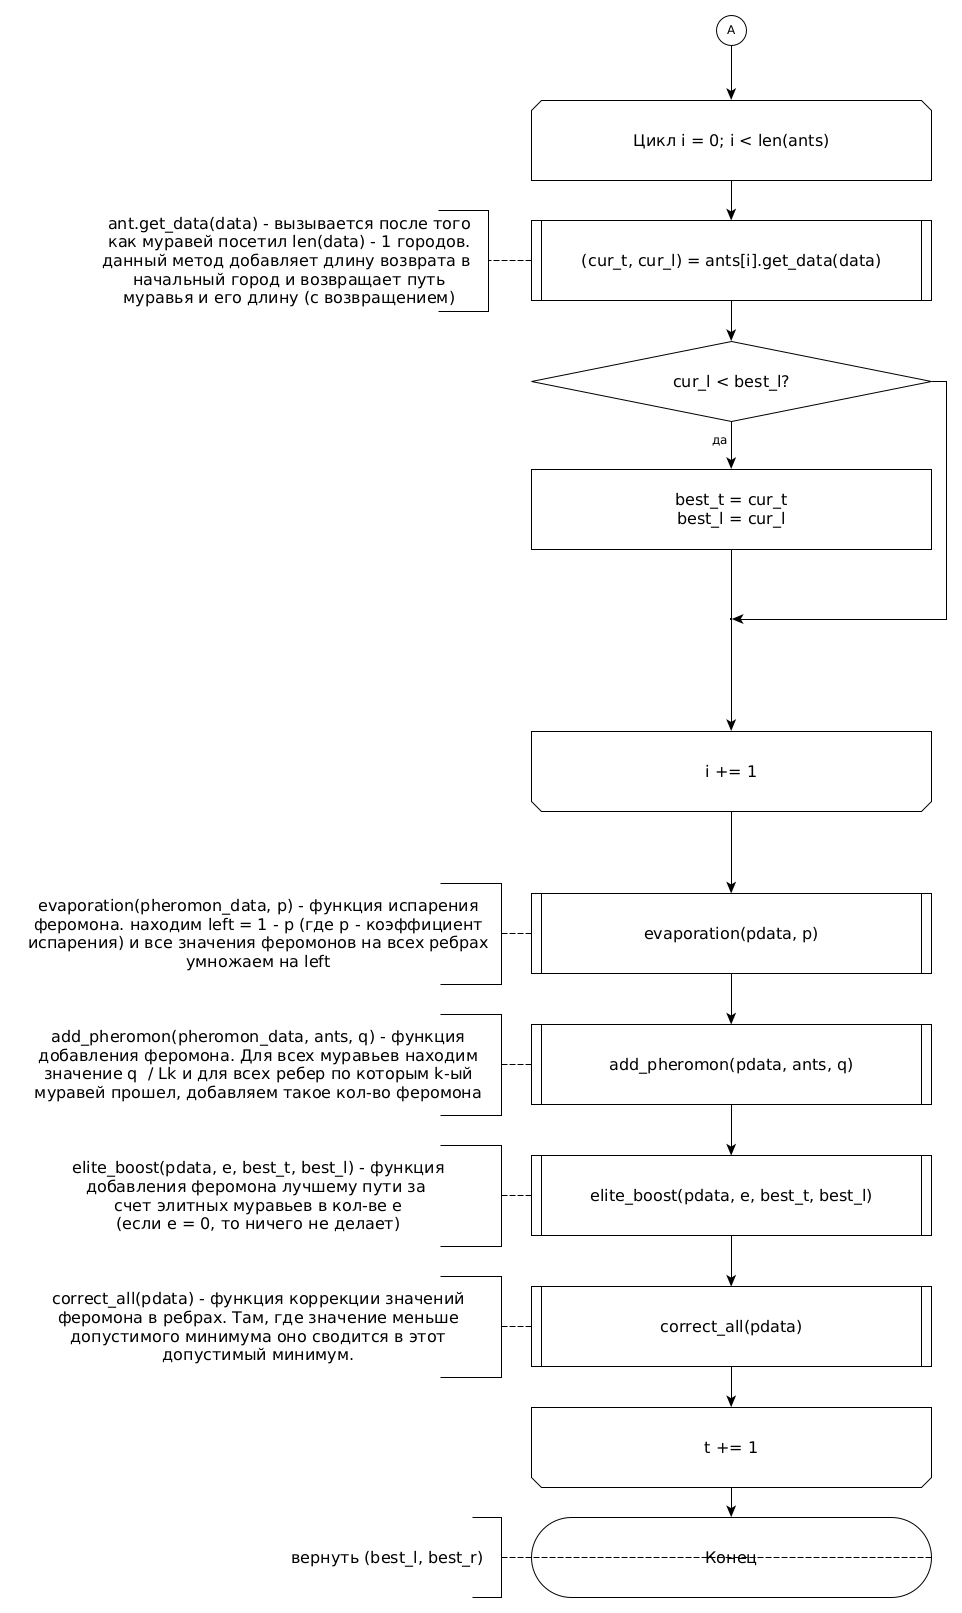 A
Цикл i = 0; i < len(ants)
ant.get_data(data) - вызывается после того
как муравей посетил len(data) - 1 городов.
данный метод добавляет длину возврата в
начальный город и возвращает путь
муравья и его длину (с возвращением)
(cur_t, cur_l) = ants[i].get_data(data)
cur_l < best_l?
да
best_t = cur_t
best_l = cur_l
i += 1
evaporation(pheromon_data, p) - функция испарения
феромона. находим left = 1 - p (где p - коэффициент
испарения) и все значения феромонов на всех ребрах
умножаем на left
evaporation(pdata, p)
add_pheromon(pheromon_data, ants, q) - функция
добавления феромона. Для всех муравьев находим
значение q  / Lk и для всех ребер по которым k-ый
муравей прошел, добавляем такое кол-во феромона
add_pheromon(pdata, ants, q)
elite_boost(pdata, e, best_t, best_l) - функция
добавления феромона лучшему пути за
счет элитных муравьев в кол-ве e
(если e = 0, то ничего не делает)
elite_boost(pdata, e, best_t, best_l)
correct_all(pdata) - функция коррекции значений
феромона в ребрах. Там, где значение меньше
допустимого минимума оно сводится в этот
допустимый минимум.
correct_all(pdata)
t += 1
вернуть (best_l, best_r)
Конец